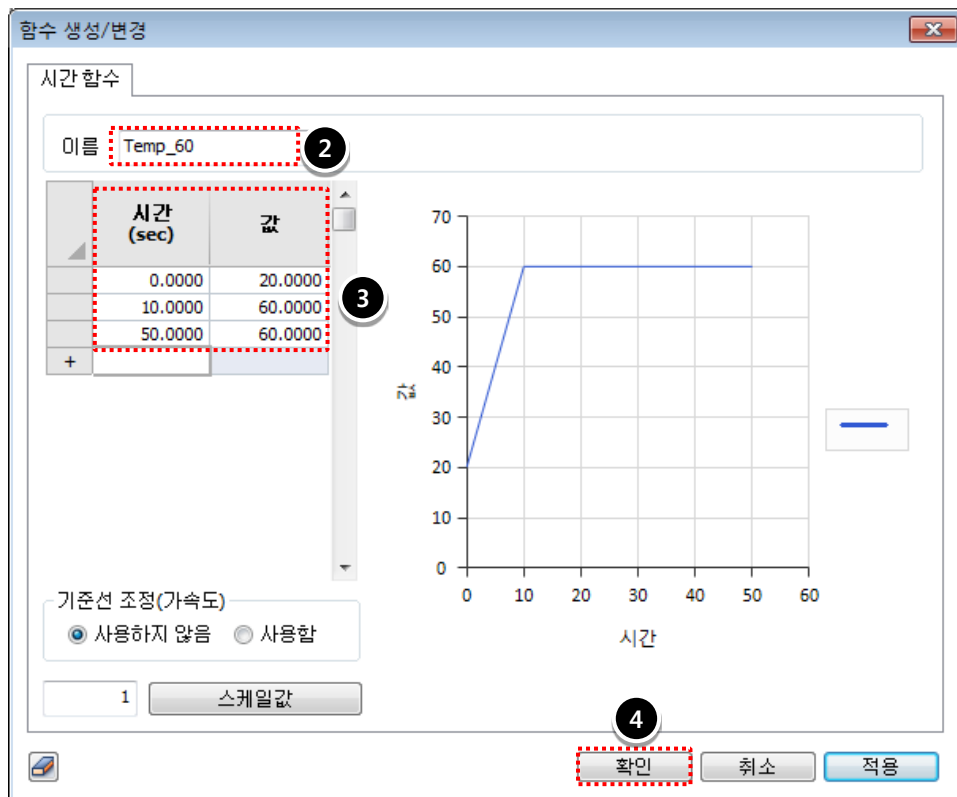 함수 생성/변경
시간 함수
이름 Temp_60
2
시간
(sec)
값
0.0000 20.0000
10.0000 60.0000
50.0000 60.0000
+
3
70
60
50
40
30
20
10
0
값
0 10 20 30 40 50 60
시간
기준선 조정(가속도)
사용하지 않음 사용함
1 스케일값
4
확인 취소 적용